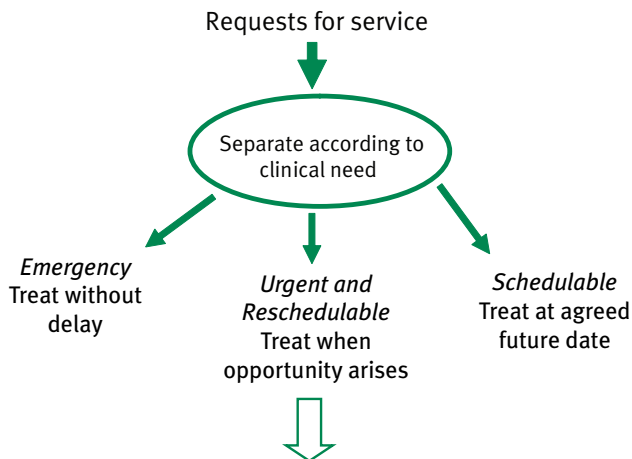 Requests for service
Separate according to
clinical need
Emergency
Treat without
delay
Urgent and
Reschedulable
Treat when
opportunity arises
Schedulable
Treat at agreed
future date